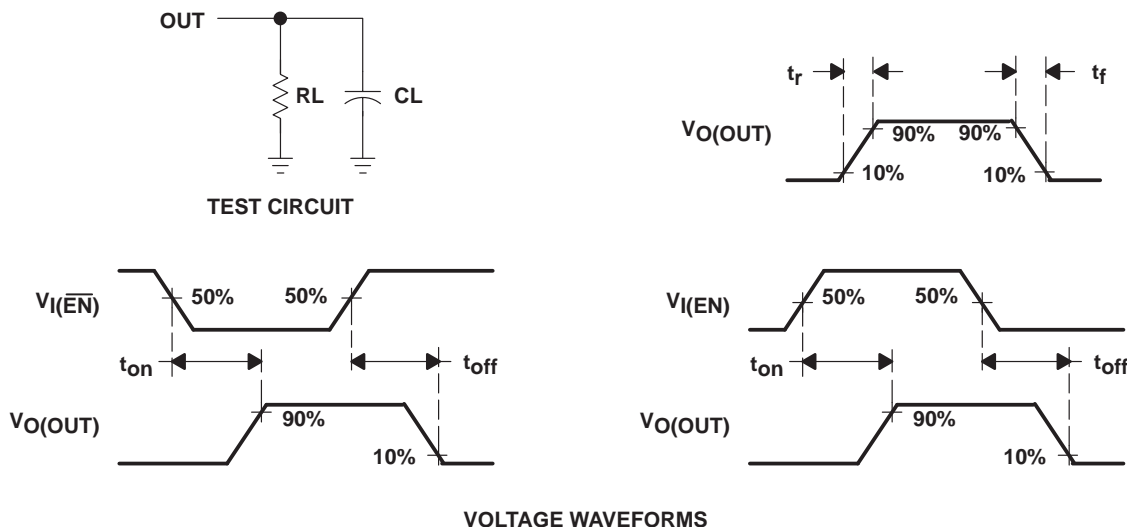 OUT
RL
CL
TEST CIRCUIT
tr
tf
VO(OUT)
90%
90%
10%
10%
VI(E̅N̅)
50%
50%
ton
toff
VO(OUT)
90%
10%
VI(EN)
50%
50%
ton
toff
VO(OUT)
90%
10%
VOLTAGE WAVEFORMS